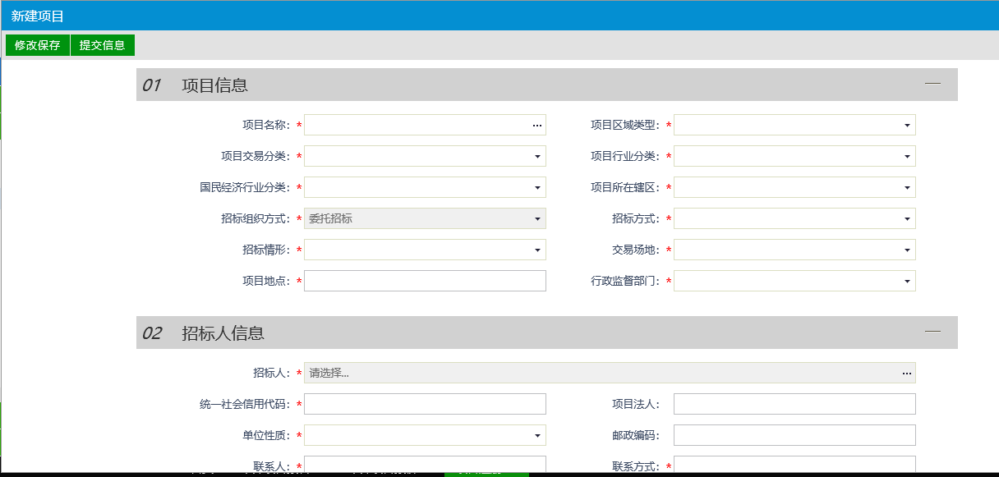 新建项目
修改保存 提交信息
01 项目信息
项目名称: * ... 项目区域类型: *
项目交易分类: * 项目行业分类: *
国民经济行业分类: * 项目所在辖区: *
招标组织方式: * 委托招标 招标方式: *
招标情形: * 交易场地: *
项目地点: * 行政监督部门: *
02 招标人信息
招标人: * 请选择... ...
统一社会信用代码: * 项目法人:
单位性质: * 邮政编码:
联系人: * 联系方式: *